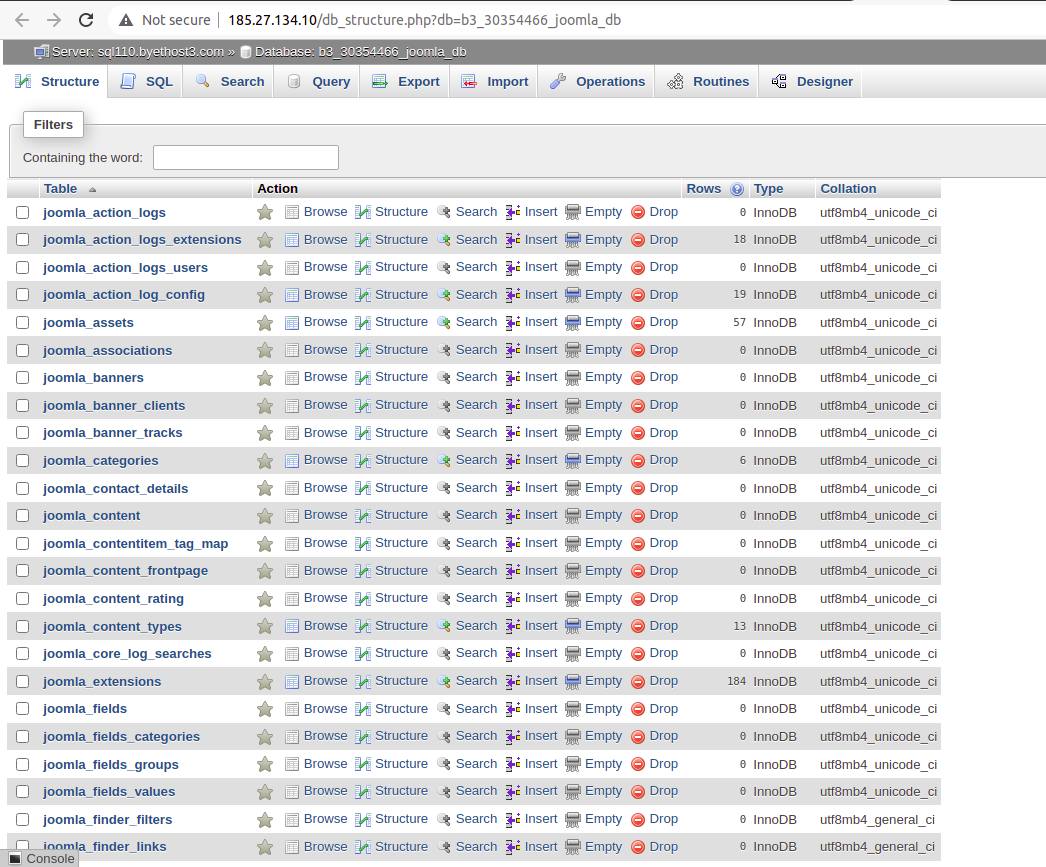 Not secure 185.27.134.10/db_structure.php?db=b3_30354466_joomla_db
Server: sql110.byethost3.com » Database: b3_30354466_joomla_db
Structure SQL Search Query Export Import Operations Routines Designer
Filters
Containing the word:
Table Action Rows Type Collation
joomla_action_logs Browse Structure Search Insert Empty Drop 0 InnoDB utf8mb4_unicode_ci
joomla_action_logs_extensions Browse Structure Search Insert Empty Drop 18 InnoDB utf8mb4_unicode_ci
joomla_action_logs_users Browse Structure Search Insert Empty Drop 0 InnoDB utf8mb4_unicode_ci
joomla_action_log_config Browse Structure Search Insert Empty Drop 19 InnoDB utf8mb4_unicode_ci
joomla_assets Browse Structure Search Insert Empty Drop 57 InnoDB utf8mb4_unicode_ci
joomla_associations Browse Structure Search Insert Empty Drop 0 InnoDB utf8mb4_unicode_ci
joomla_banners Browse Structure Search Insert Empty Drop 0 InnoDB utf8mb4_unicode_ci
joomla_banner_clients Browse Structure Search Insert Empty Drop 0 InnoDB utf8mb4_unicode_ci
joomla_banner_tracks Browse Structure Search Insert Empty Drop 0 InnoDB utf8mb4_unicode_ci
joomla_categories Browse Structure Search Insert Empty Drop 6 InnoDB utf8mb4_unicode_ci
joomla_contact_details Browse Structure Search Insert Empty Drop 0 InnoDB utf8mb4_unicode_ci
joomla_content Browse Structure Search Insert Empty Drop 0 InnoDB utf8mb4_unicode_ci
joomla_contentitem_tag_map Browse Structure Search Insert Empty Drop 0 InnoDB utf8mb4_unicode_ci
joomla_content_frontpage Browse Structure Search Insert Empty Drop 0 InnoDB utf8mb4_unicode_ci
joomla_content_rating Browse Structure Search Insert Empty Drop 0 InnoDB utf8mb4_unicode_ci
joomla_content_types Browse Structure Search Insert Empty Drop 13 InnoDB utf8mb4_unicode_ci
joomla_core_log_searches Browse Structure Search Insert Empty Drop 0 InnoDB utf8mb4_unicode_ci
joomla_extensions Browse Structure Search Insert Empty Drop 184 InnoDB utf8mb4_unicode_ci
joomla_fields Browse Structure Search Insert Empty Drop 0 InnoDB utf8mb4_unicode_ci
joomla_fields_categories Browse Structure Search Insert Empty Drop 0 InnoDB utf8mb4_unicode_ci
joomla_fields_groups Browse Structure Search Insert Empty Drop 0 InnoDB utf8mb4_unicode_ci
joomla_fields_values Browse Structure Search Insert Empty Drop 0 InnoDB utf8mb4_unicode_ci
joomla_finder_filters Browse Structure Search Insert Empty Drop 0 InnoDB utf8mb4_general_ci
joomla_finder_links Browse Structure Search Insert Empty Drop 0 InnoDB utf8mb4_general_ci
Console